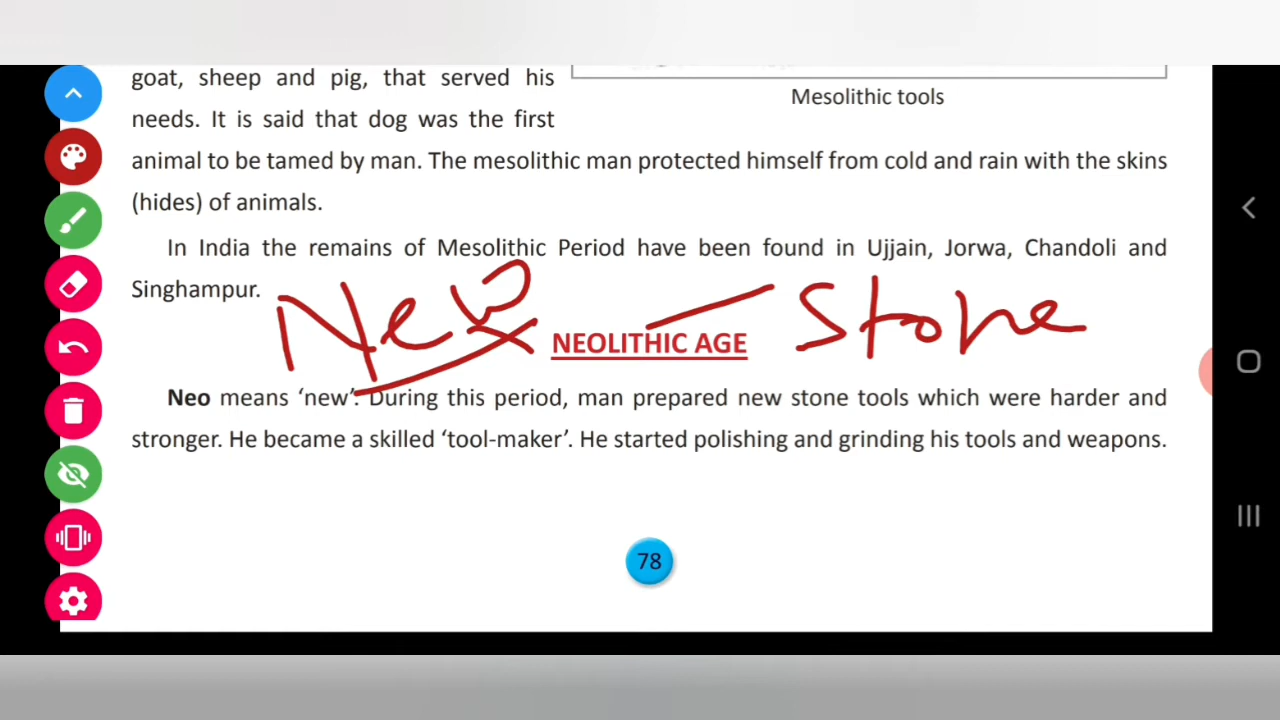 goat, sheep and pig, that served his
Mesolithic tools
needs. It is said that dog was the first
animal to be tamed by man. The mesolithic man protected himself from cold and rain with the skins
(hides) of animals.
In India the remains of Mesolithic Period have been found in Ujjain, Jorwa, Chandoli and
Singhampur.
New Stone
NEOLITHIC AGE
Neo means ‘new’. During this period, man prepared new stone tools which were harder and
stronger. He became a skilled ‘tool-maker’. He started polishing and grinding his tools and weapons.
78